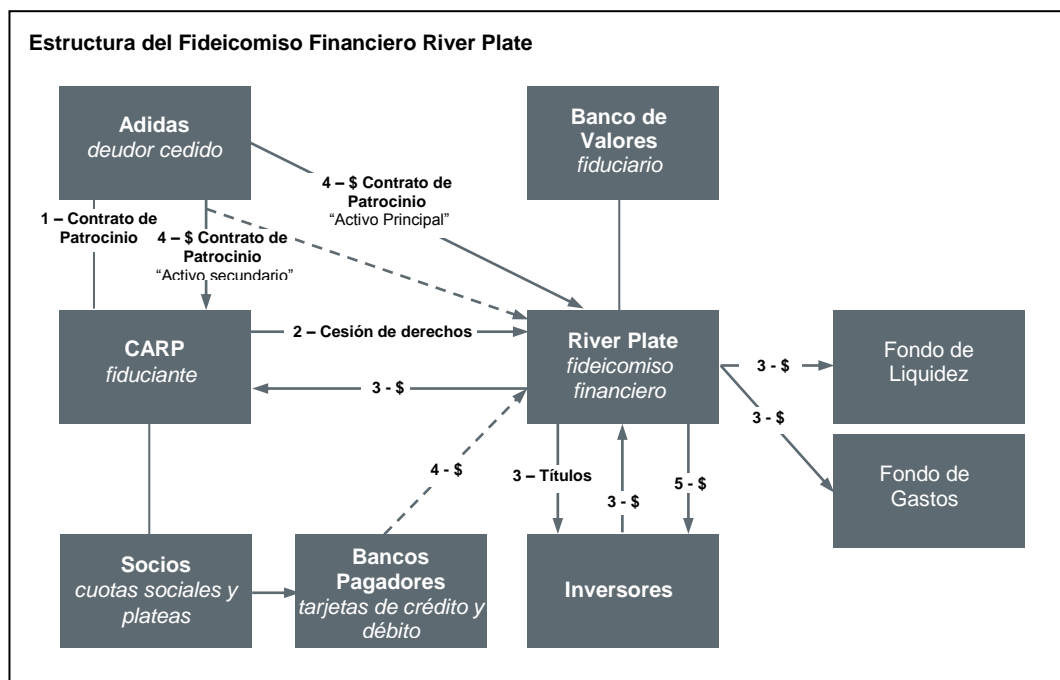 Estructura del Fideicomiso Financiero River Plate
Adidas
deudor cedido
Banco de
Valores
fiduciario
4 – $ Contrato de
Patrocinio
“Activo Principal”
1 – Contrato de
Patrocinio
4 – $ Contrato de
Patrocinio
“Activo secundario”
CARP
fiduciante
2 – Cesión de derechos
3 - $
River Plate
fideicomiso
financiero
3 - $
Fondo de
Liquidez
3 - $
Fondo de
Gastos
4 - $
3 – Títulos
3 - $
5 - $
Socios
cuotas sociales y
plateas
Bancos
Pagadores
tarjetas de crédito y
débito
Inversores